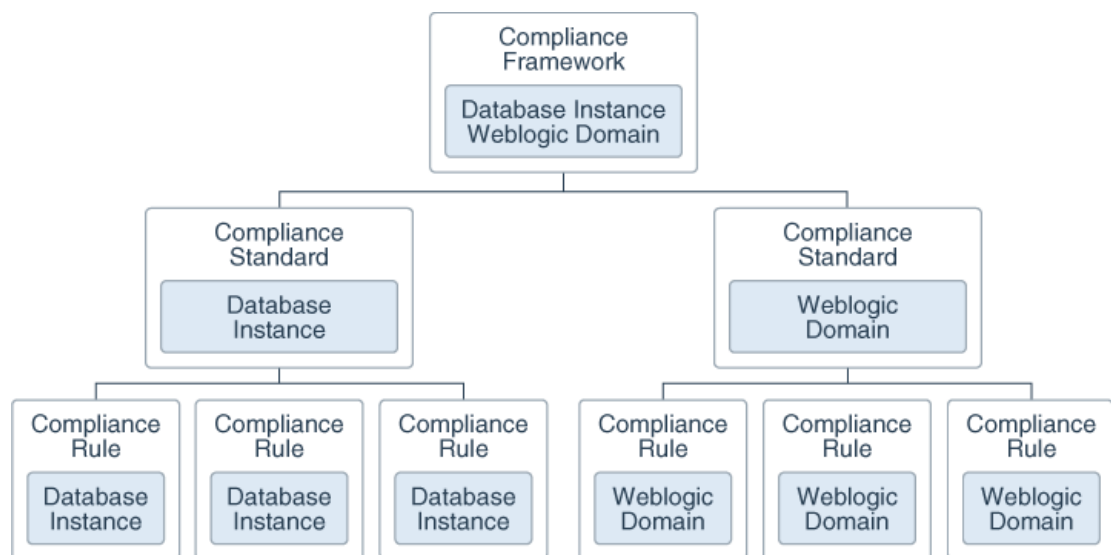 Compliance
Framework
Database Instance
Weblogic Domain
Compliance
Standard
Database
Instance
Compliance
Standard
Weblogic
Domain
Compliance
Rule
Database
Instance
Compliance
Rule
Database
Instance
Compliance
Rule
Database
Instance
Compliance
Rule
Weblogic
Domain
Compliance
Rule
Weblogic
Domain
Compliance
Rule
Weblogic
Domain